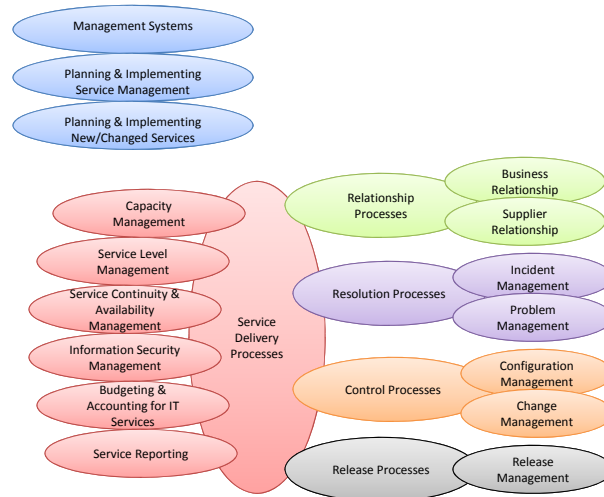 Management Systems
Planning & Implementing
Service Management
Planning & Implementing
New/Changed Services
Capacity
Management
Service Level
Management
Service Continuity &
Availability
Management
Information Security
Management
Budgeting &
Accounting for IT
Services
Service Reporting
Service
Delivery
Processes
Relationship
Processes
Business
Relationship
Supplier
Relationship
Resolution Processes
Incident
Management
Problem
Management
Control Processes
Configuration
Management
Change
Management
Release Processes
Release
Management